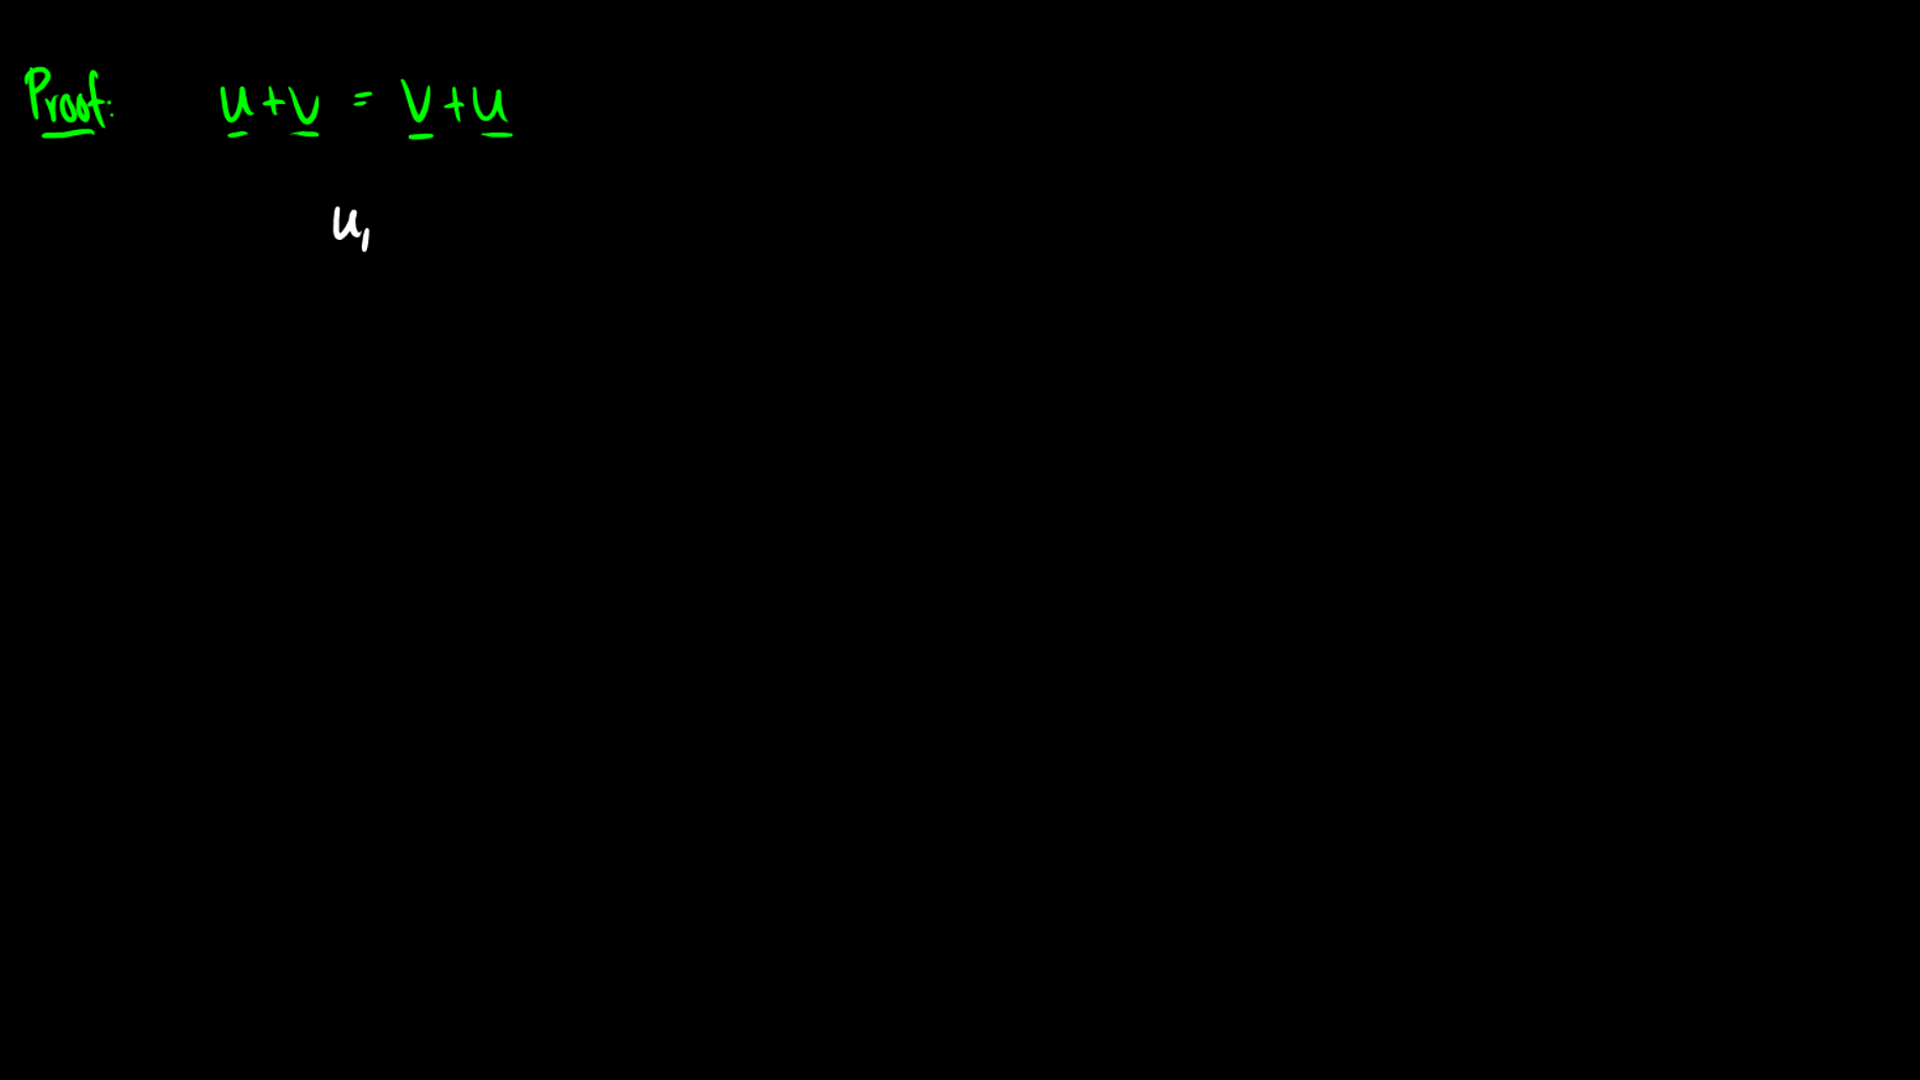 Proof: u + v = v + u
u₁